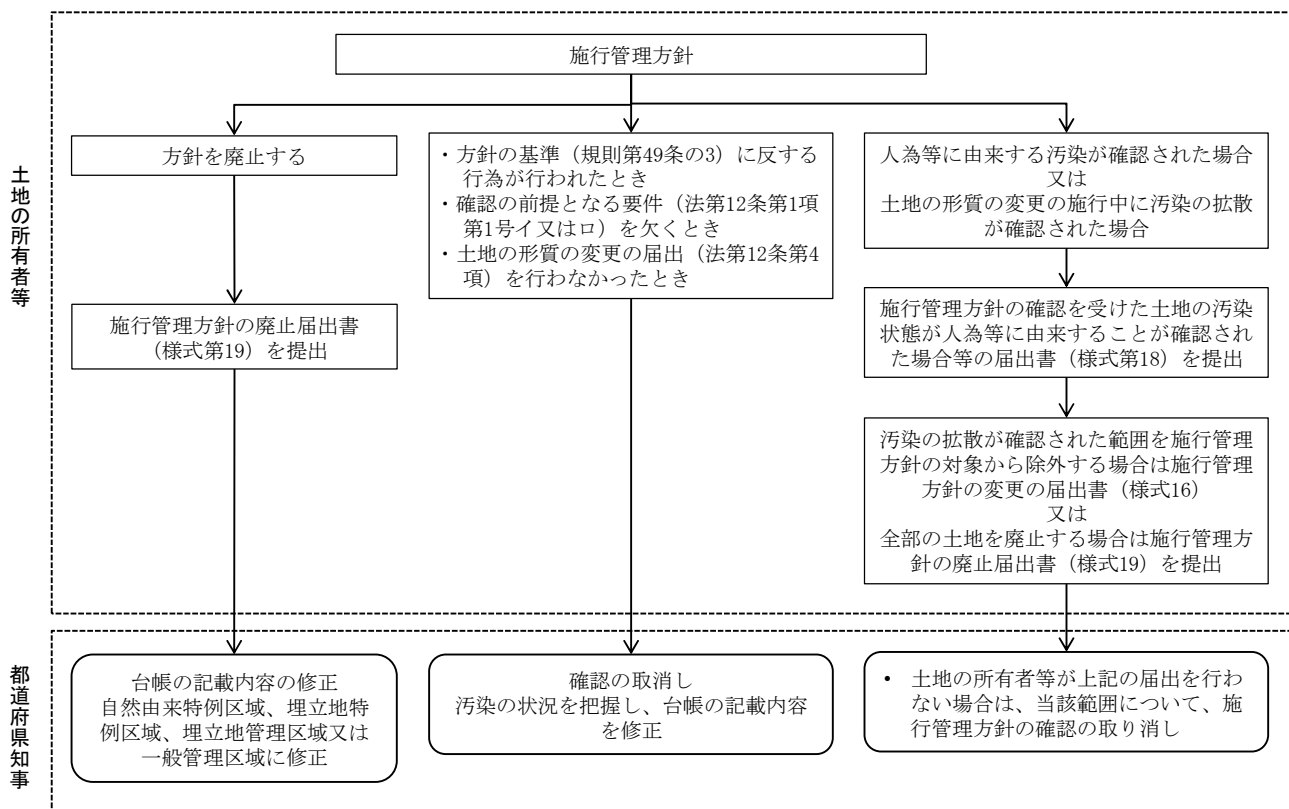 土地の所有者等
施行管理方針
方針を廃止する
施行管理方針の廃止届出書
(様式第19)を提出
・方針の基準(規則第49条の3)に反する
行為が行われたとき
・確認の前提となる要件(法第12条第1項
第1号イ又はロ)を欠くとき
・土地の形質の変更の届出(法第12条第4
項)を行わなかったとき
人為等に由来する汚染が確認された場合
又は
土地の形質の変更の施行中に汚染の拡散
が確認された場合
施行管理方針の確認を受けた土地の汚染
状態が人為等に由来することが確認され
た場合等の届出書(様式第18)を提出
汚染の拡散が確認された範囲を施行管理
方針の対象から除外する場合は施行管理
方針の変更の届出書(様式16)
又は
全部の土地を廃止する場合は施行管理方
針の廃止届出書(様式19)を提出
都道府県知事
台帳の記載内容の修正
自然由来特例区域、埋立地特
例区域、埋立地管理区域又は
一般管理区域に修正
確認の取消し
汚染の状況を把握し、台帳の記載内容
を修正
• 土地の所有者等が上記の届出を行わ
ない場合は、当該範囲について、施
行管理方針の確認の取り消し